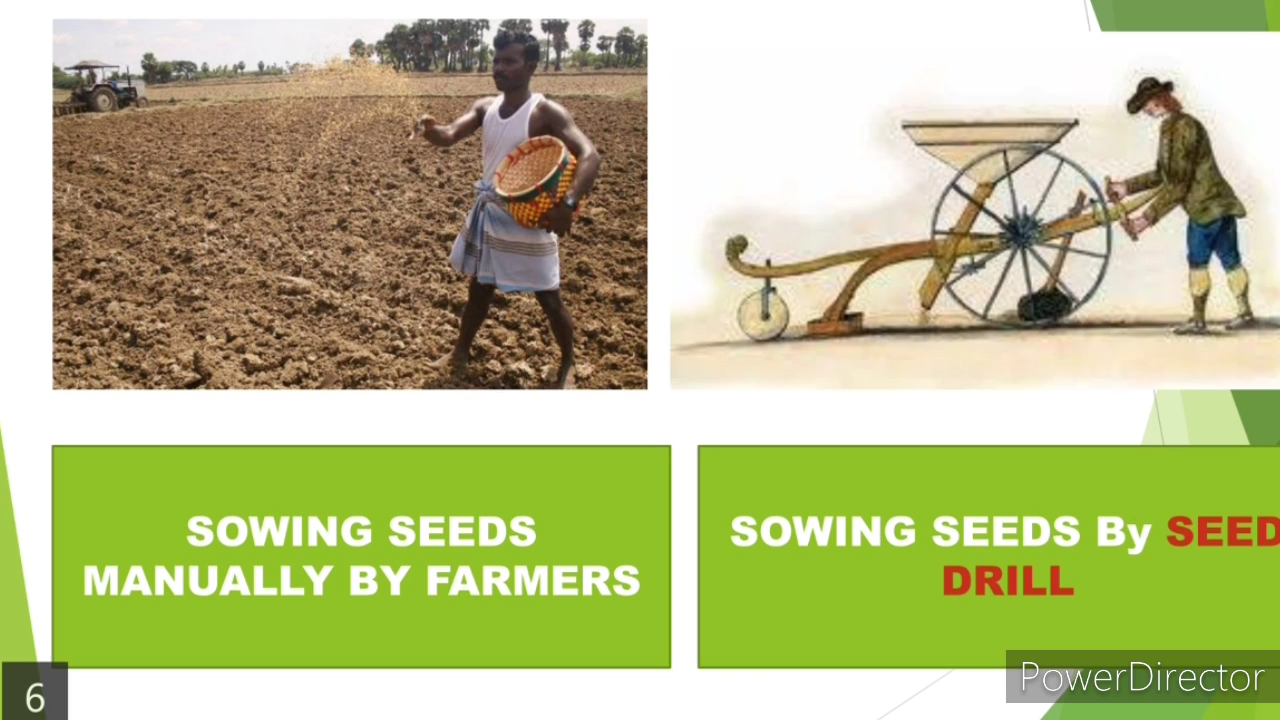 SOWING SEEDS
MANUALLY BY FARMERS
SOWING SEEDS By SEED
DRILL
6
PowerDirector